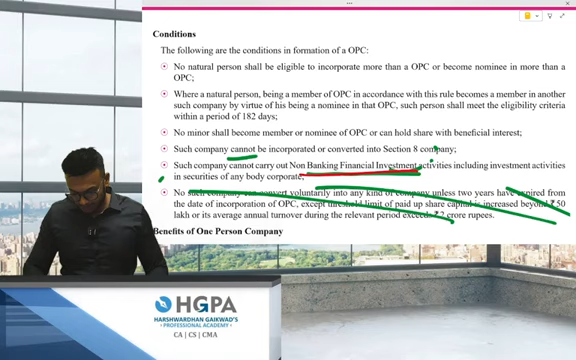 Conditions
The following are the conditions in formation of a OPC:
No natural person shall be eligible to incorporate more than a OPC or become nominee in more than a
OPC;
Where a natural person, being a member of OPC in accordance with this rule becomes a member in another
such company by virtue of his being a nominee in that OPC, such person shall meet the eligibility criteria
within a period of 182 days;
No minor shall become member or nominee of OPC or can hold share with beneficial interest;
Such company cannot be incorporated or converted into Section 8 company;
Such company cannot carry out Non Banking Financial Investment activities including investment activities
in securities of any body corporate;
No such company can convert voluntarily into any kind of company unless two years have expired from
the date of incorporation of OPC, except threshold limit of paid up share capital is increased beyond ₹ 50
lakh or its average annual turnover during the relevant period exceeds ₹ 2 crore rupees.
Benefits of One Person Company
HGPA
HARSHWARDHAN GAIKWAD'S
PROFESSIONAL ACADEMY
CA | CS | CMA